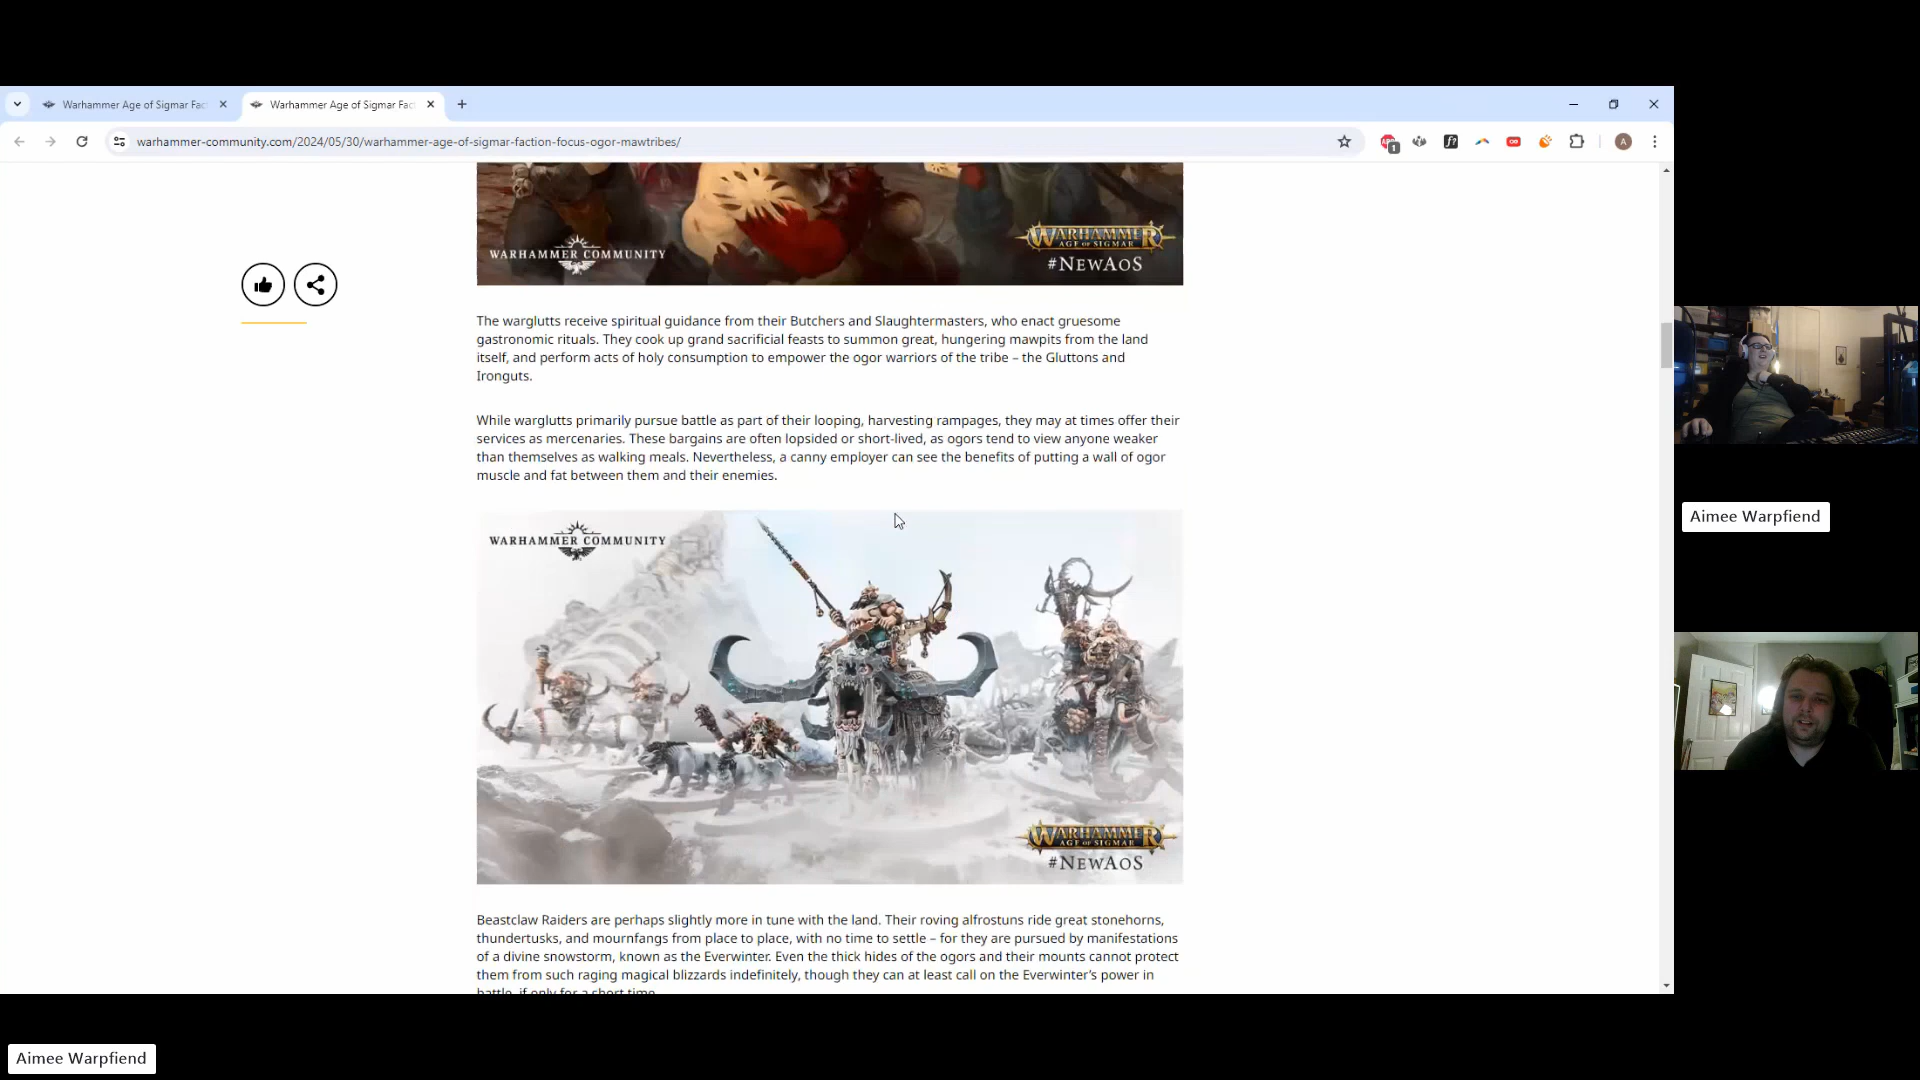 Warhammer Age of Sigmar Fac
Warhammer Age of Sigmar Fac
warhammer-community.com/2024/05/30/warhammer-age-of-sigmar-faction-focus-ogor-mawtribes/
1
f?
A
WARHAMMER COMMUNITY
WARHAMMER
AGE OF SIGMAR
#NEWAOS
The warglutts receive spiritual guidance from their Butchers and Slaughtermasters, who enact gruesome
gastronomic rituals. They cook up grand sacrificial feasts to summon great, hungering mawpits from the land
itself, and perform acts of holy consumption to empower the ogor warriors of the tribe – the Gluttons and
Ironguts.
While warglutts primarily pursue battle as part of their looping, harvesting rampages, they may at times offer their
services as mercenaries. These bargains are often lopsided or short-lived, as ogors tend to view anyone weaker
than themselves as walking meals. Nevertheless, a canny employer can see the benefits of putting a wall of ogor
muscle and fat between them and their enemies.
WARHAMMER COMMUNITY
WARHAMMER
AGE OF SIGMAR
#NEWAOS
Beastclaw Raiders are perhaps slightly more in tune with the land. Their roving alfrostuns ride great stonehorns,
thundertusks, and mournfangs from place to place, with no time to settle – for they are pursued by manifestations
of a divine snowstorm, known as the Everwinter. Even the thick hides of the ogors and their mounts cannot protect
them from such raging magical blizzards indefinitely, though they can at least call on the Everwinter's power in
battle, if only for a short time.
Aimee Warpfiend
Aimee Warpfiend